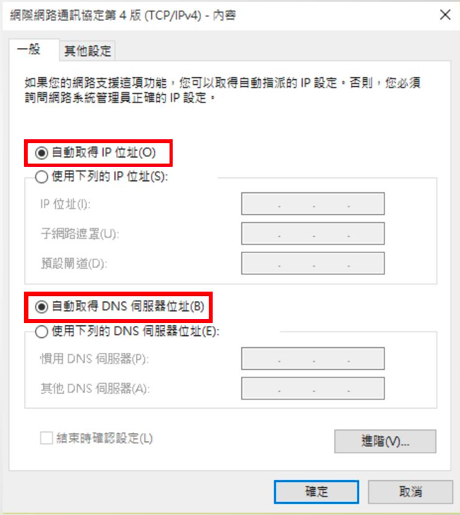 網際網路通訊協定第 4 版 (TCP/IPv4) - 內容
一般
其他設定
如果您的網路支援這項功能，您可以取得自動指派的 IP 設定。否則，您必須
詢問網路系統管理員正確的 IP 設定。
自動取得 IP 位址(O)
使用下列的 IP 位址(S):
IP 位址(I):
子網路遮罩(U):
預設閘道(D):
自動取得 DNS 伺服器位址(B)
使用下列的 DNS 伺服器位址(E):
慣用 DNS 伺服器(P):
其他 DNS 伺服器(A):
結束時確認設定(L)
進階(V)...
確定
取消